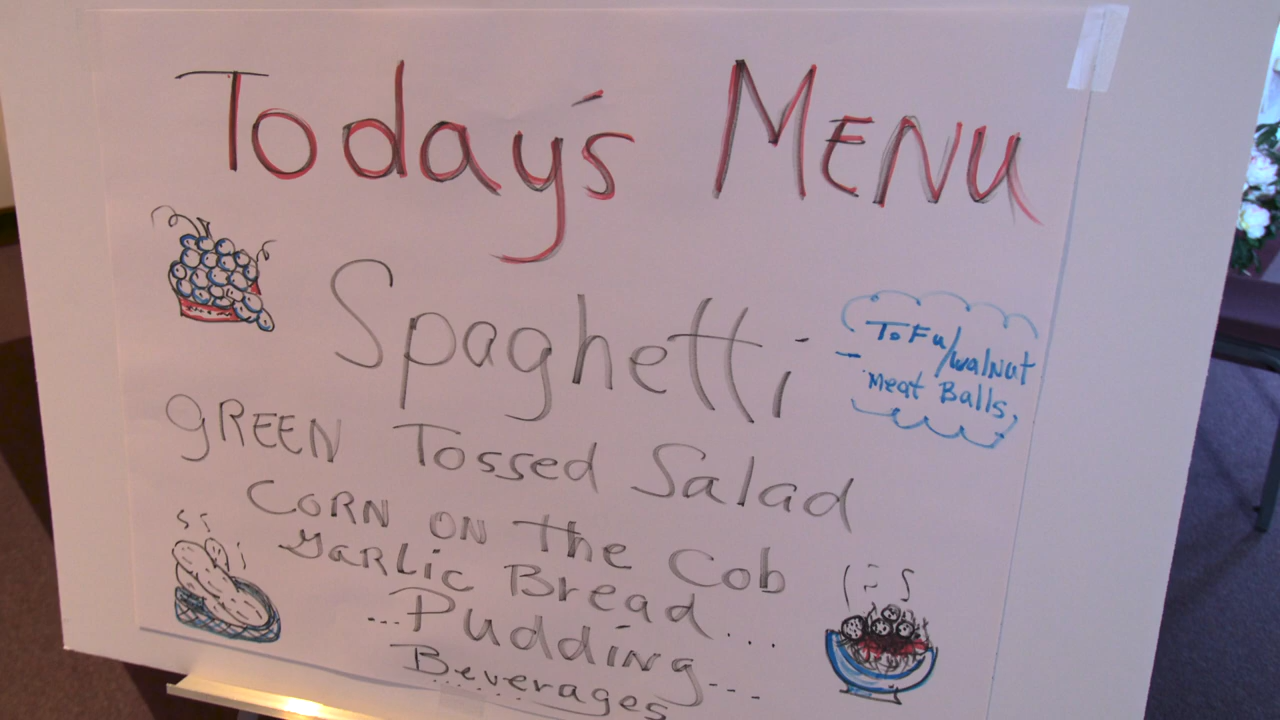 Today's MENU
Spaghetti
- ToFu/walNut
Meat Balls,
gREEN Tossed Salad
CORN ON the Cob
garlic Bread...
...Pudding...
Beverages